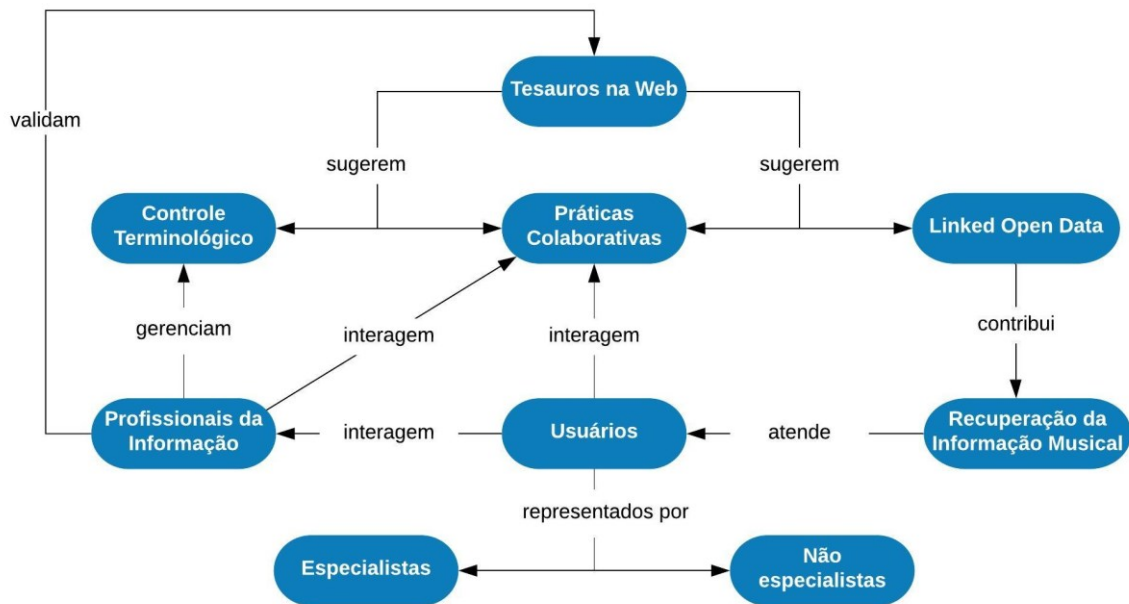 Tesauros na Web
validam
sugerem
sugerem
Controle
Terminológico
Práticas
Colaborativas
Linked Open Data
gerenciam
interagem
interagem
contribui
Profissionais da
Informação
interagem
Usuários
atende
Recuperação da
Informação Musical
representados por
Especialistas
Não
especialistas